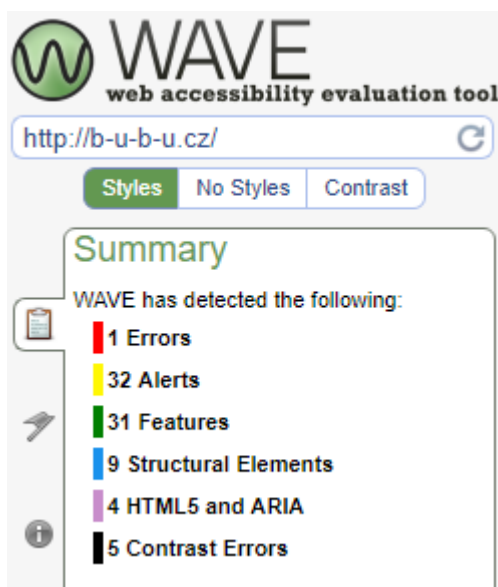 WAVE
web accessibility evaluation tool
http://b-u-b-u.cz/
Styles No Styles Contrast
Summary
WAVE has detected the following:
1 Errors
32 Alerts
31 Features
9 Structural Elements
4 HTML5 and ARIA
5 Contrast Errors